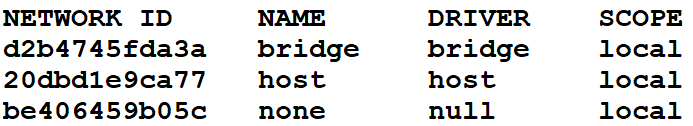 NETWORK ID NAME DRIVER SCOPE
d2b4745fda3a bridge bridge local
20dbd1e9ca77 host host local
be406459b05c none null local